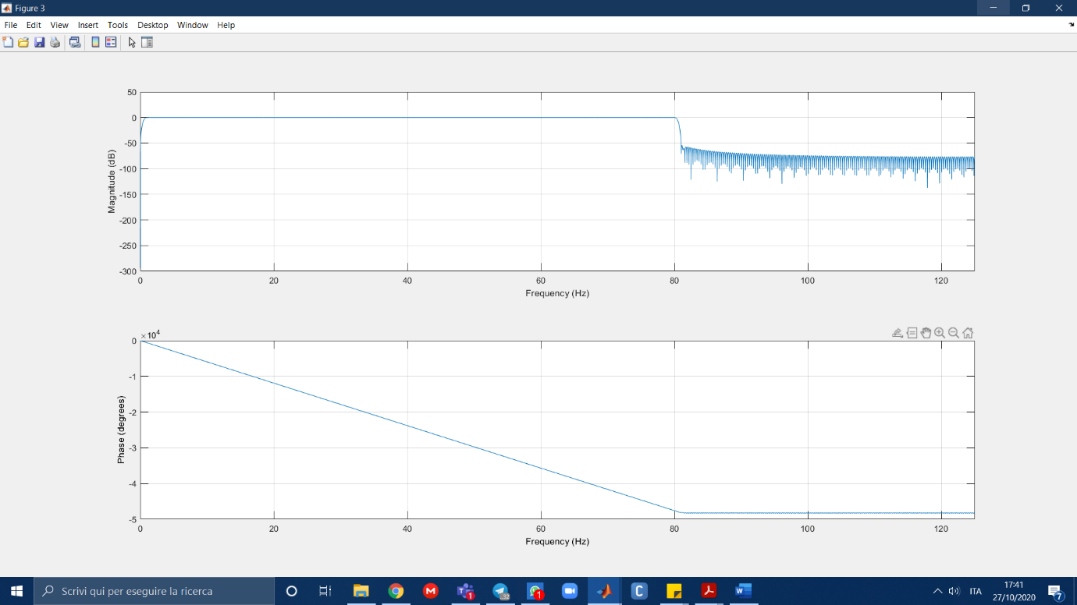 Figure 3
File Edit View Insert Tools Desktop Window Help
50
0
-50
-100
-150
-200
-250
-300
Magnitude (dB)
0 20 40 60 80 100 120
Frequency (Hz)
×10^4
0
-1
-2
-3
-4
-5
Phase (degrees)
0 20 40 60 80 100 120
Frequency (Hz)
Scrivi qui per eseguire la ricerca
ITA
17:41
27/10/2020
7